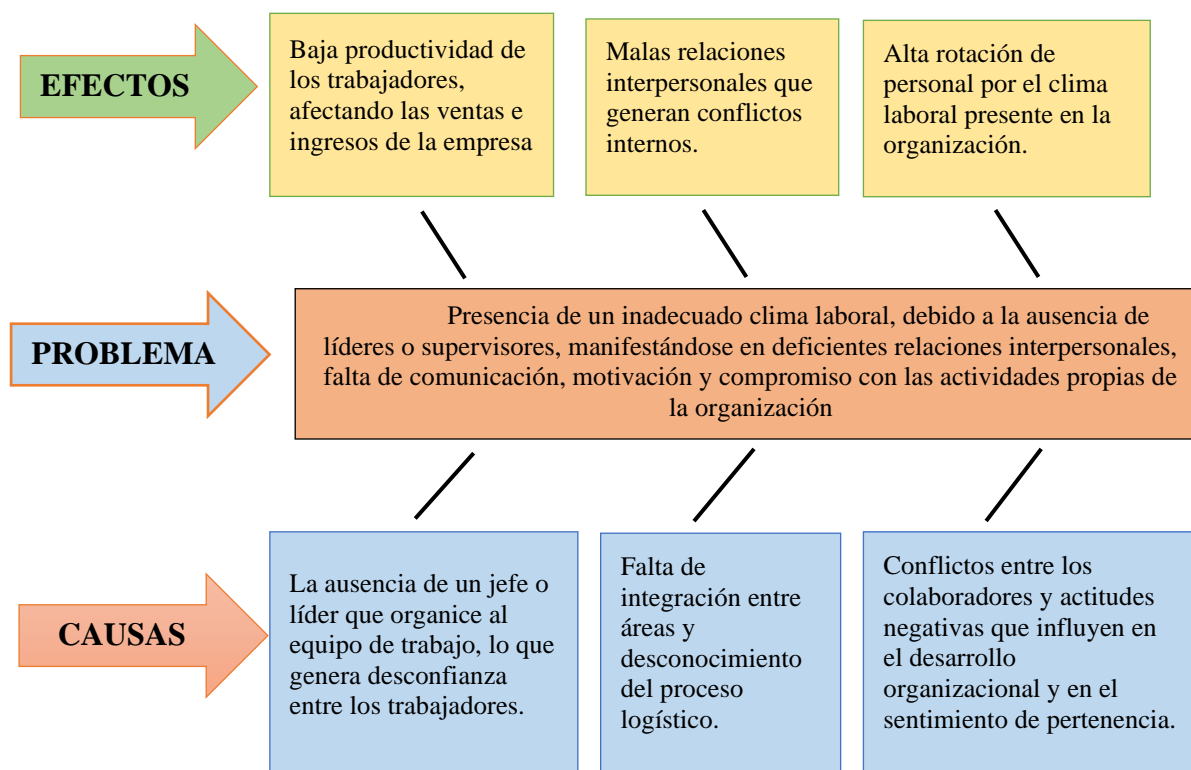 EFECTOS
Baja productividad de
los trabajadores,
afectando las ventas e
ingresos de la empresa
Malas relaciones
interpersonales que
generan conflictos
internos.
Alta rotación de
personal por el clima
laboral presente en la
organización.
PROBLEMA
Presencia de un inadecuado clima laboral, debido a la ausencia de
líderes o supervisores, manifestándose en deficientes relaciones interpersonales,
falta de comunicación, motivación y compromiso con las actividades propias de
la organización
CAUSAS
La ausencia de un jefe o
líder que organice al
equipo de trabajo, lo que
genera desconfianza
entre los trabajadores.
Falta de
integración entre
áreas y
desconocimiento
del proceso
logístico.
Conflictos entre los
colaboradores y actitudes
negativas que influyen en
el desarrollo
organizacional y en el
sentimiento de pertenencia.